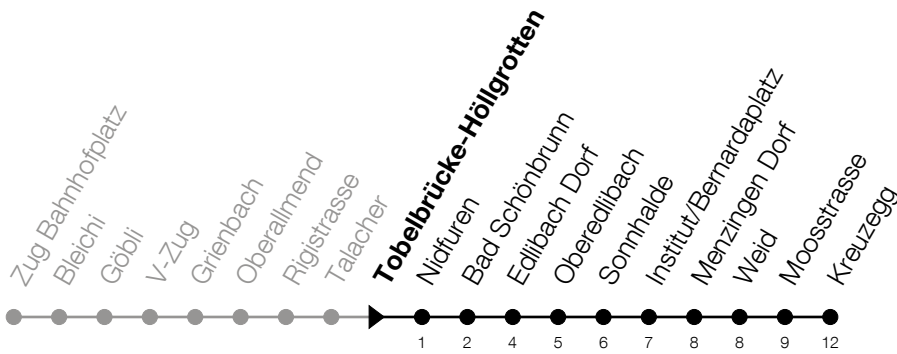 Zug Bahnhofplatz
Bleichi
Göbli
V-Zug
Grienbach
Oberallmend
Rigistrasse
Talacher
Tobelbrücke-Höllgrotten
Nidfuren
Bad Schönbrunn
Edlibach Dorf
Oberedlibach
Sonnhalde
Institut/Bernardaplatz
Menzingen Dorf
Weid
Moosstrasse
Kreuzegg
1 2 4 5 6 7 8 8 9 12